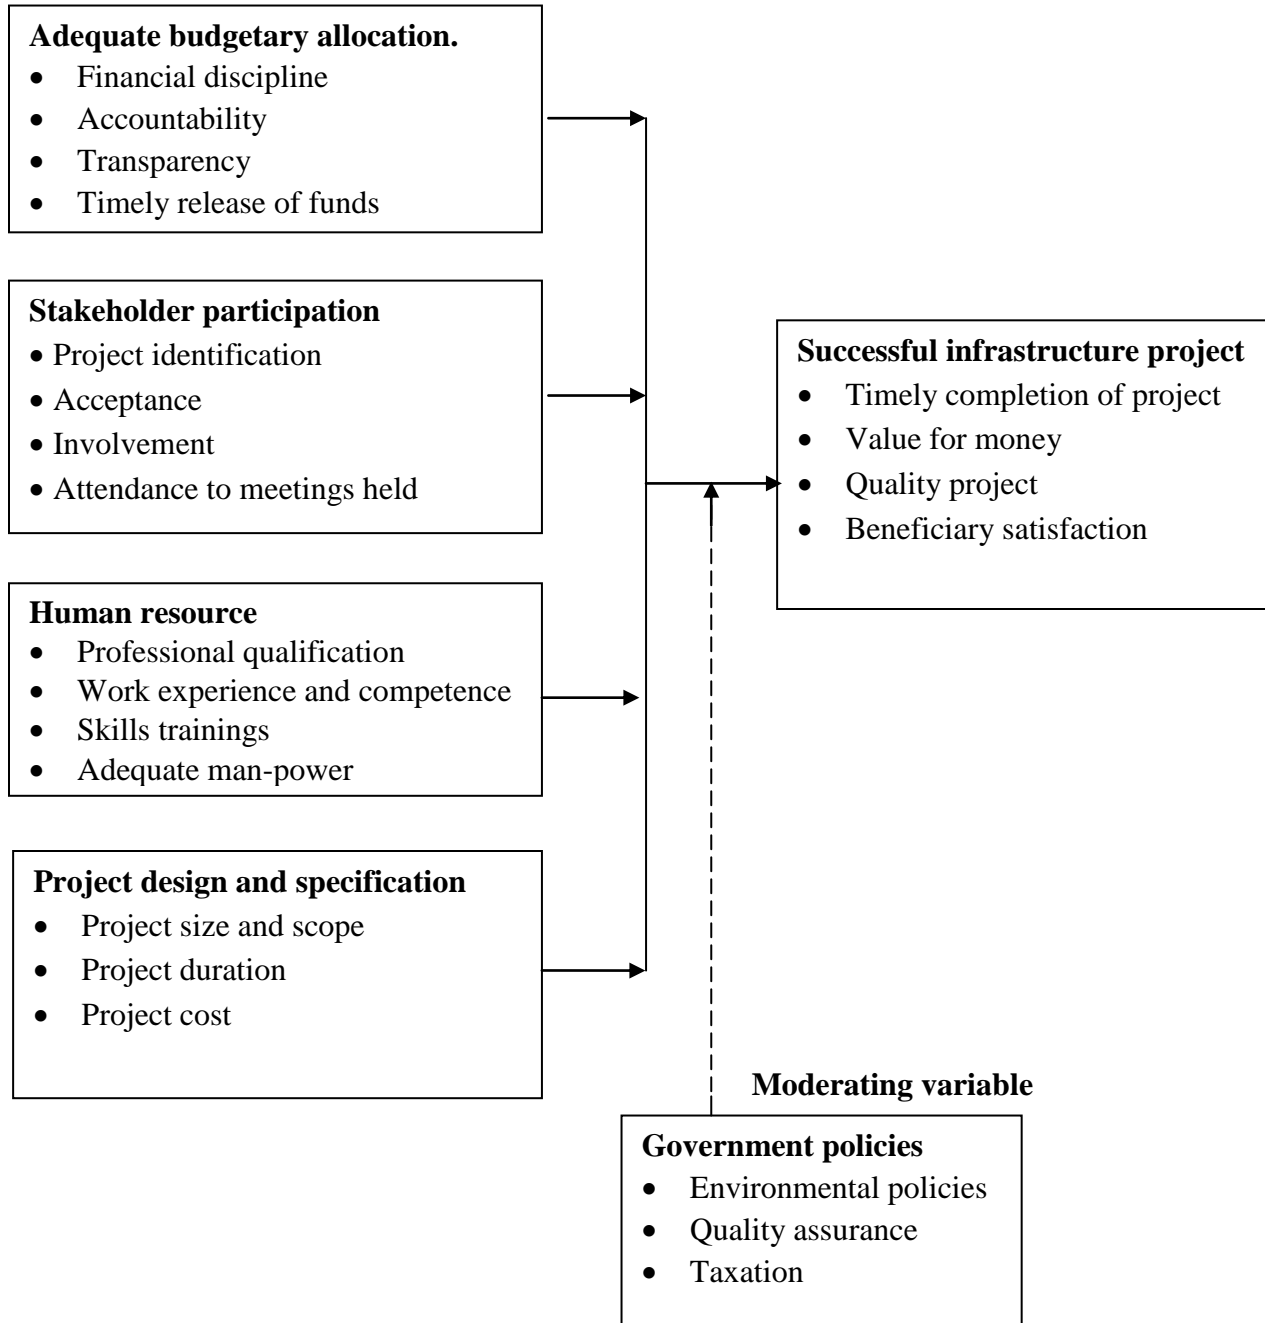 Adequate budgetary allocation.
• Financial discipline
• Accountability
• Transparency
• Timely release of funds
Stakeholder participation
• Project identification
• Acceptance
• Involvement
• Attendance to meetings held
Human resource
• Professional qualification
• Work experience and competence
• Skills trainings
• Adequate man-power
Project design and specification
• Project size and scope
• Project duration
• Project cost
Successful infrastructure project
• Timely completion of project
• Value for money
• Quality project
• Beneficiary satisfaction
Moderating variable
Government policies
• Environmental policies
• Quality assurance
• Taxation